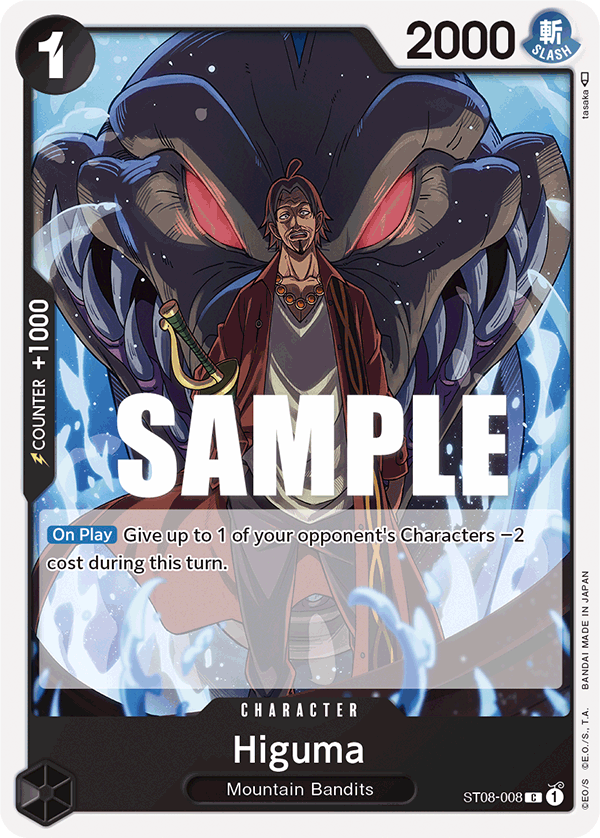 1
2000
斬
SLASH
tasaka
COUNTER +1000
SAMPLE
On Play Give up to 1 of your opponent's Characters −2
cost during this turn.
CHARACTER
Higuma
Mountain Bandits
ST08-008 C 1
©EO/S ©E.O./S., T.A. BANDAI MADE IN JAPAN